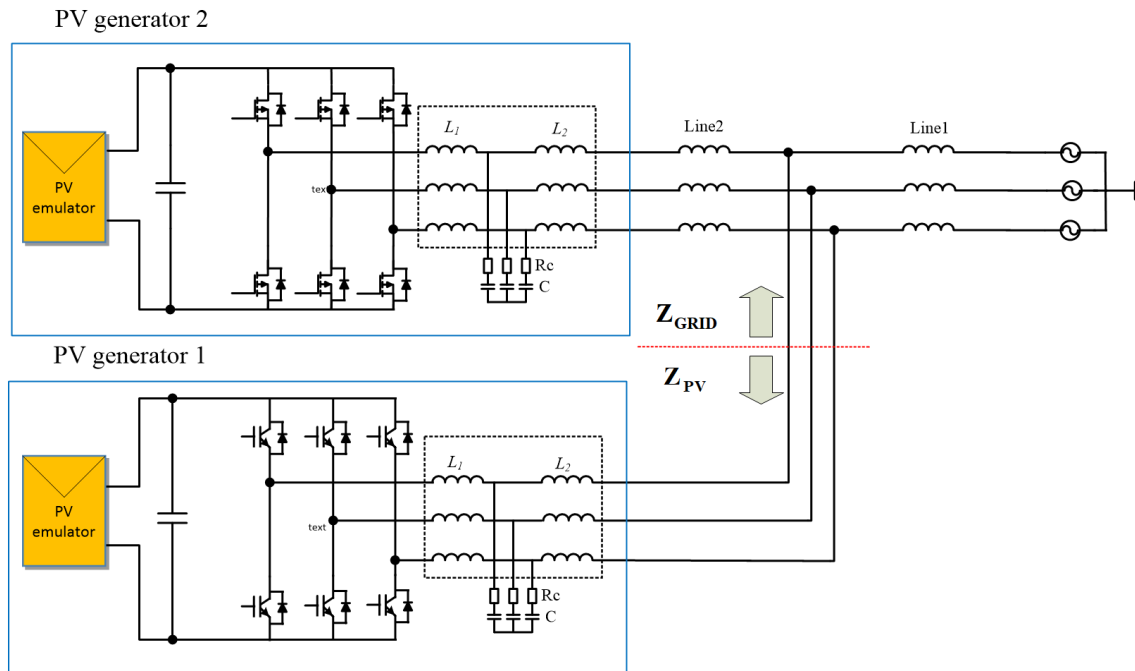 PV generator 2
PV
emulator
L1
L2
Line2
Line1
text
Rc
C
ZGRID
ZPV
PV generator 1
PV
emulator
L1
L2
text
Rc
C